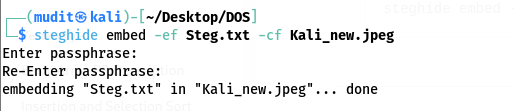 steghide embed
(mudit㉿kali)-[~/Desktop/DOS]
$ steghide embed -ef Steg.txt -cf Kali_new.jpeg
Enter passphrase:
Re-Enter passphrase:
embedding "Steg.txt" in "Kali_new.jpeg"... done
Insertion and Selection Sort